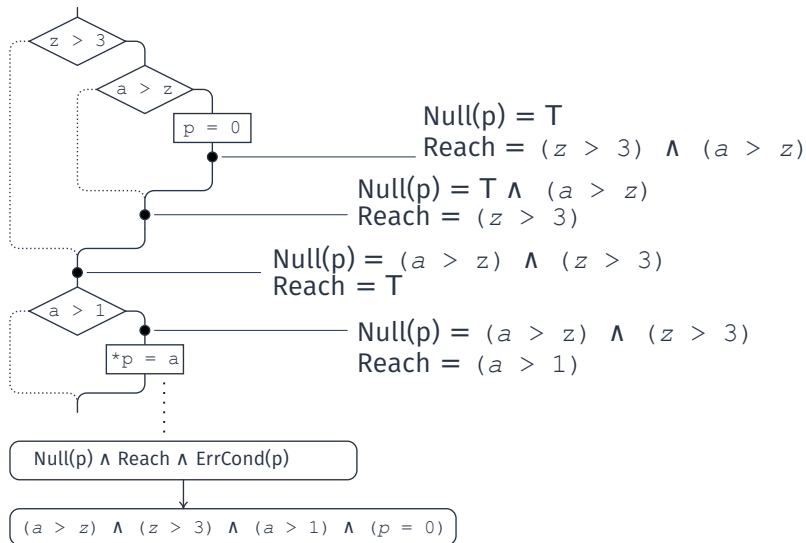 z > 3
a > z
p = 0
Null(p) = T
Reach = (z > 3) ∧ (a > z)
Null(p) = T ∧ (a > z)
Reach = (z > 3)
Null(p) = (a > z) ∧ (z > 3)
Reach = T
a > 1
Null(p) = (a > z) ∧ (z > 3)
*p = a
Reach = (a > 1)
Null(p) ∧ Reach ∧ ErrCond(p)
(a > z) ∧ (z > 3) ∧ (a > 1) ∧ (p = 0)